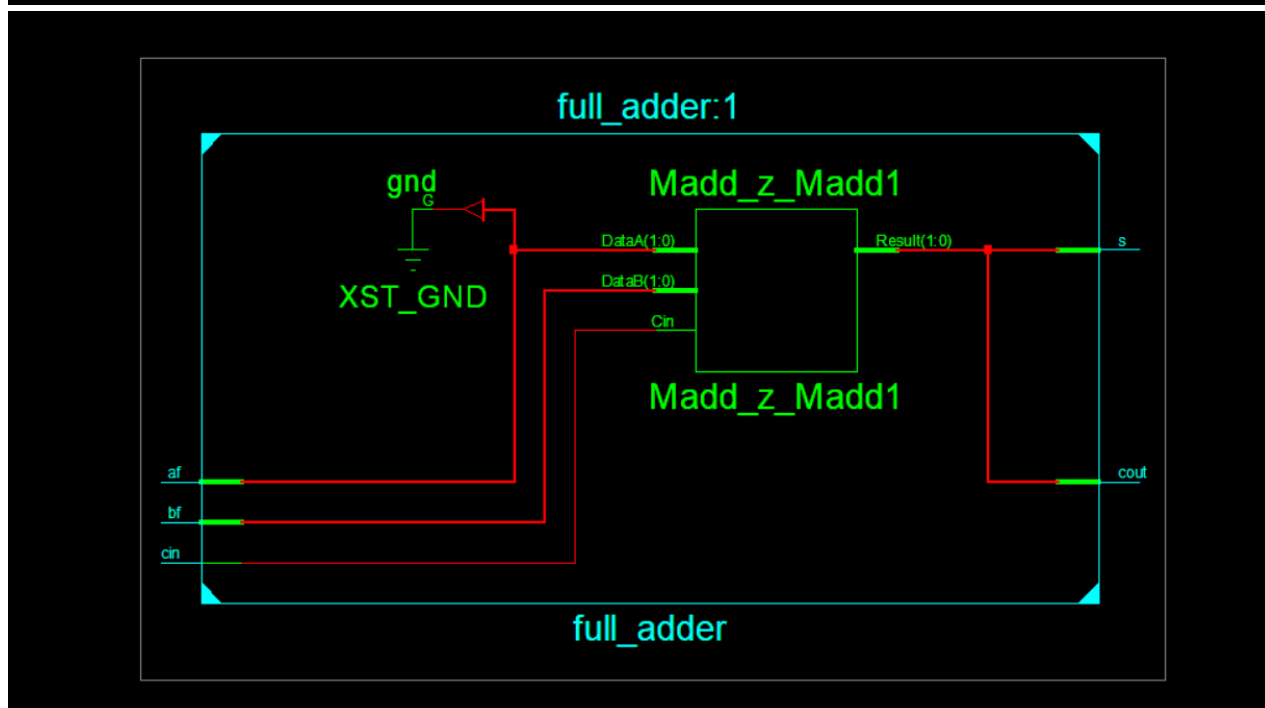 full_adder:1
gnd
G
Madd_z_Madd1
DataA(1:0)
Result(1:0)
s
DataB(1:0)
XST_GND
Cin
Madd_z_Madd1
af
cout
bf
cin
full_adder